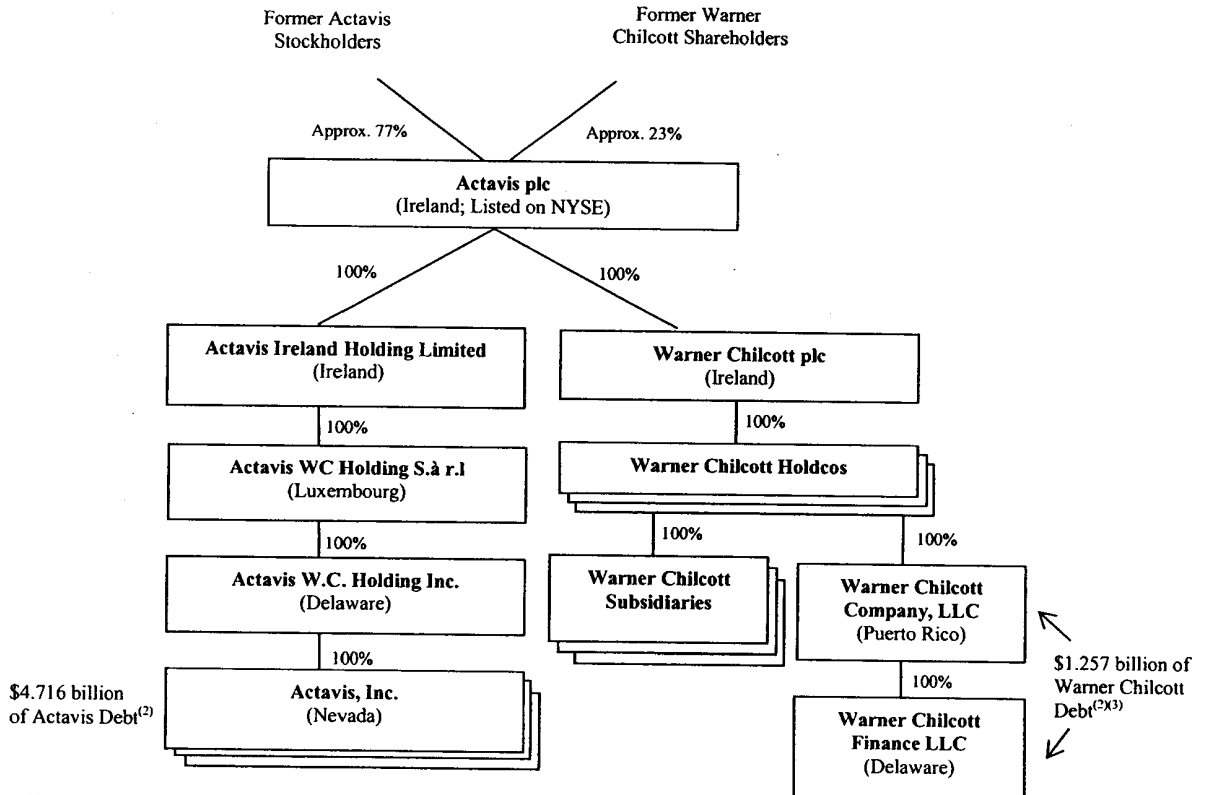 Former Actavis
Stockholders
Former Warner
Chilcott Shareholders
Approx. 77%
Approx. 23%
Actavis plc
(Ireland; Listed on NYSE)
100%
100%
Actavis Ireland Holding Limited
(Ireland)
Warner Chilcott plc
(Ireland)
100%
100%
Actavis WC Holding S.à r.l
(Luxembourg)
Warner Chilcott Holdcos
100%
100%
100%
Actavis W.C. Holding Inc.
(Delaware)
Warner Chilcott
Subsidiaries
Warner Chilcott
Company, LLC
(Puerto Rico)
100%
100%
$4.716 billion
of Actavis Debt(2)
Actavis, Inc.
(Nevada)
$1.257 billion of
Warner Chilcott
Debt(2)(3)
Warner Chilcott
Finance LLC
(Delaware)